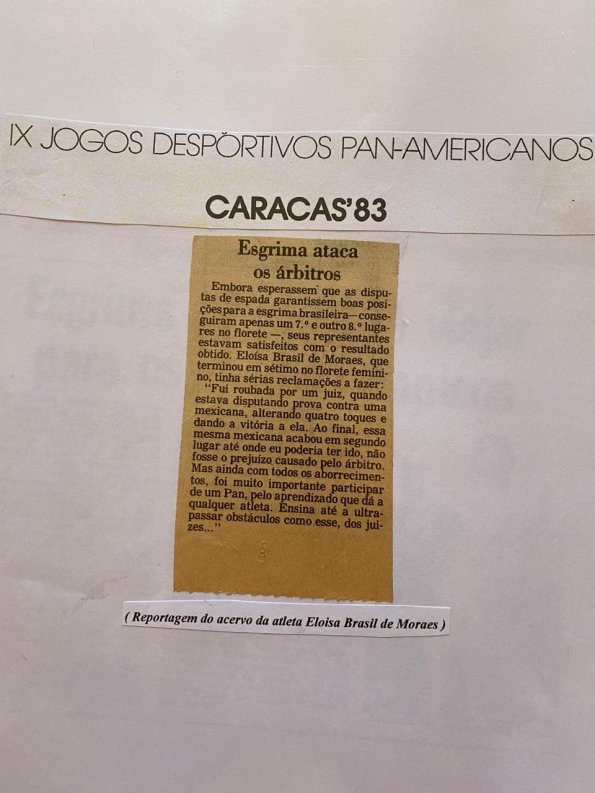 IX JOGOS DESPORTIVOS PAN-AMERICANOS
CARACAS'83
Esgrima ataca
os árbitros
Embora esperassem que as dispu-
tas de espada garantissem boas posi-
ções para a esgrima brasileira — conse-
guiram apenas um 7.º e outro 8.º luga-
res no florete —, seus representantes
estavam satisfeitos com o resultado
obtido. Eloísa Brasil de Moraes, que
terminou em sétimo no florete femini-
no, tinha sérias reclamações a fazer:
"Fui roubada por um juiz, quando
estava disputando prova contra uma
mexicana, alterando quatro toques e
dando a vitória a ela. Ao final, essa
mesma mexicana acabou em segundo
lugar até onde eu poderia ter ido, não
fosse o prejuízo causado pelo árbitro.
Mas ainda com todos os aborrecimen-
tos, foi muito importante participar
de um Pan, pelo aprendizado que dá a
qualquer atleta. Ensina até a ultra-
passar obstáculos como esse, dos juí-
zes..."
( Reportagem do acervo da atleta Eloisa Brasil de Moraes )